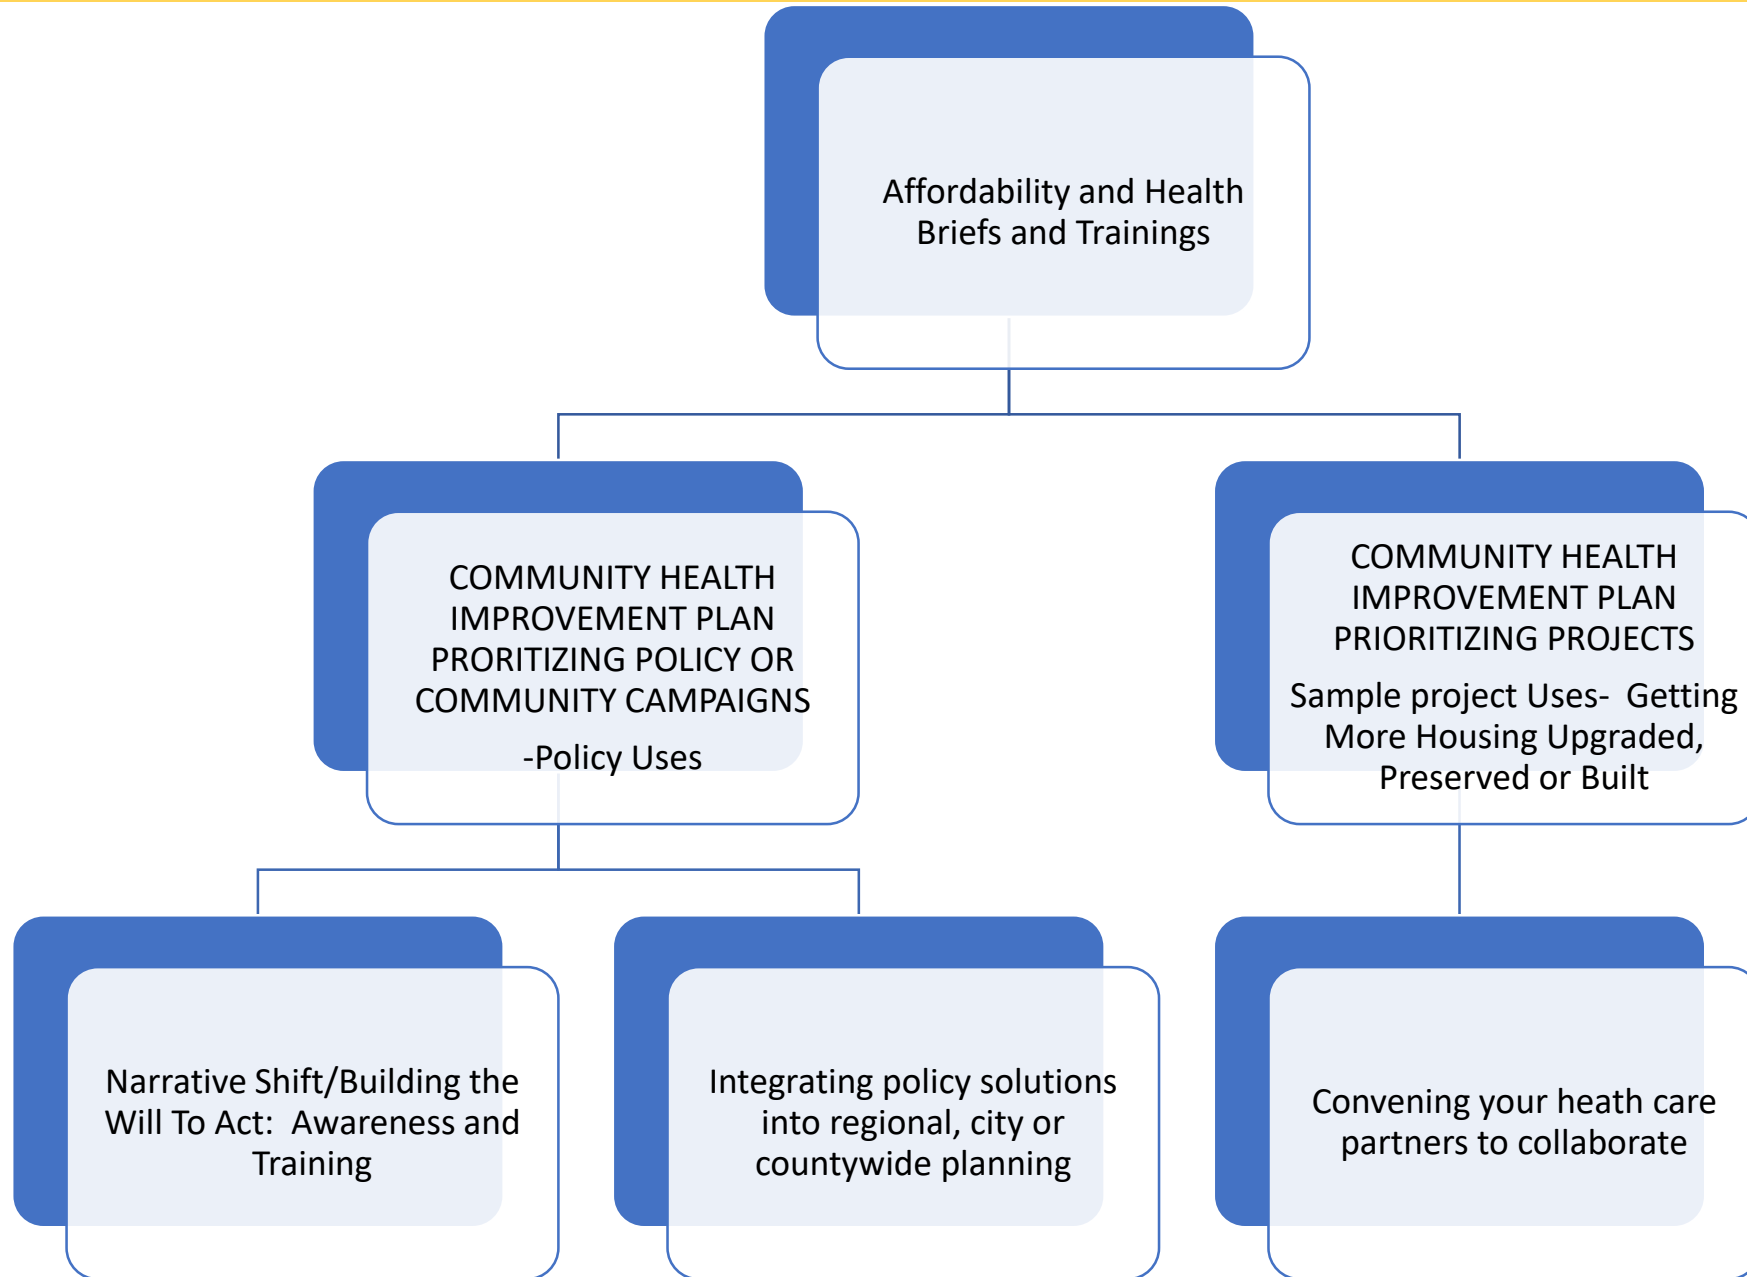 Affordability and Health
Briefs and Trainings
COMMUNITY HEALTH
IMPROVEMENT PLAN
PRORITIZING POLICY OR
COMMUNITY CAMPAIGNS
-Policy Uses
COMMUNITY HEALTH
IMPROVEMENT PLAN
PRIORITIZING PROJECTS
Sample project Uses-  Getting
More Housing Upgraded,
Preserved or Built
Narrative Shift/Building the
Will To Act:  Awareness and
Training
Integrating policy solutions
into regional, city or
countywide planning
Convening your heath care
partners to collaborate